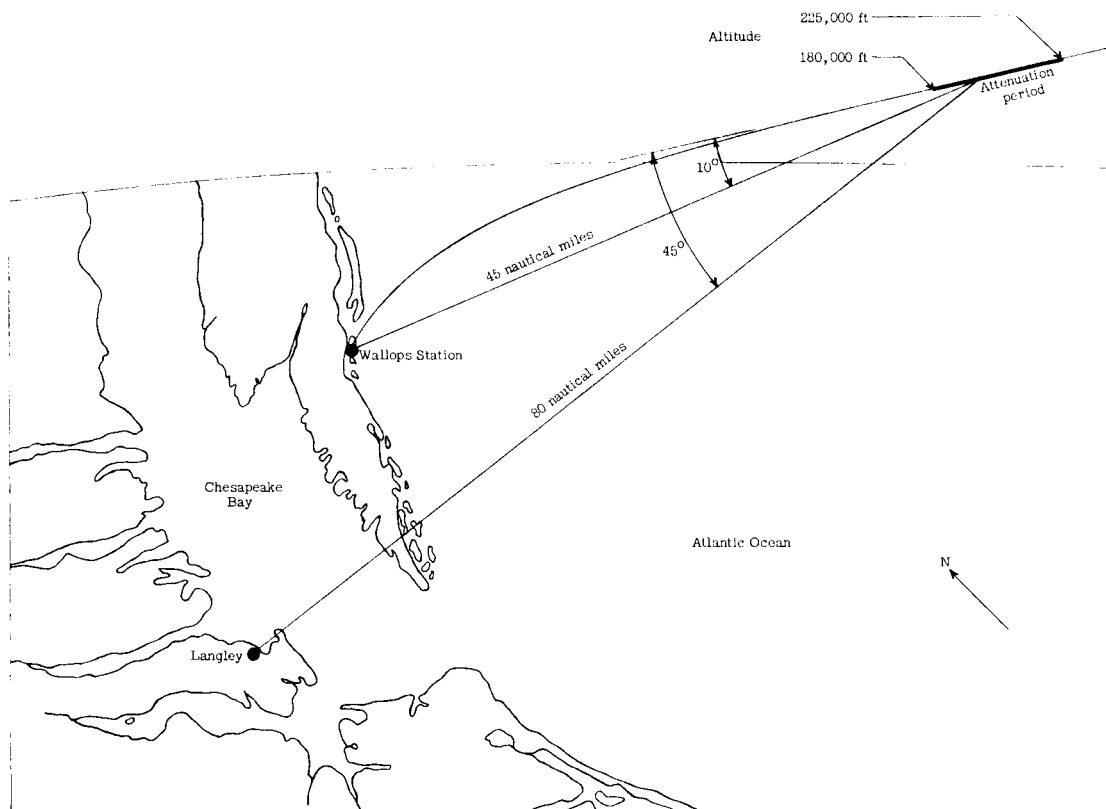 225,000 ft
Altitude
180,000 ft
Attenuation
period
10°
45°
45 nautical miles
Wallops Station
80 nautical miles
Chesapeake
Bay
Atlantic Ocean
N
Langley